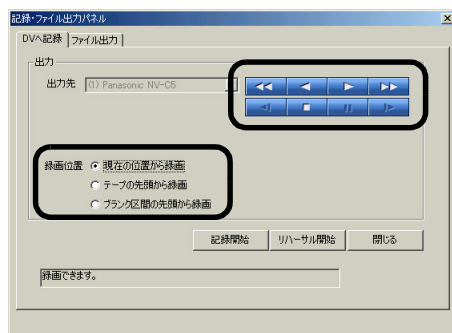 記録・ファイル出力パネル
DVへ記録 ファイル出力
出力
出力先 (1) Panasonic NV-C5
録画位置 現在の位置から録画
テープの先頭から録画
ブランク区間の先頭から録画
記録開始 リハーサル開始 閉じる
録画できます。